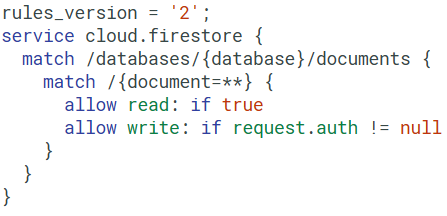 rules_version = '2';
service cloud.firestore {
  match /databases/{database}/documents {
    match /{document=**} {
      allow read: if true
      allow write: if request.auth != null
    }
  }
}